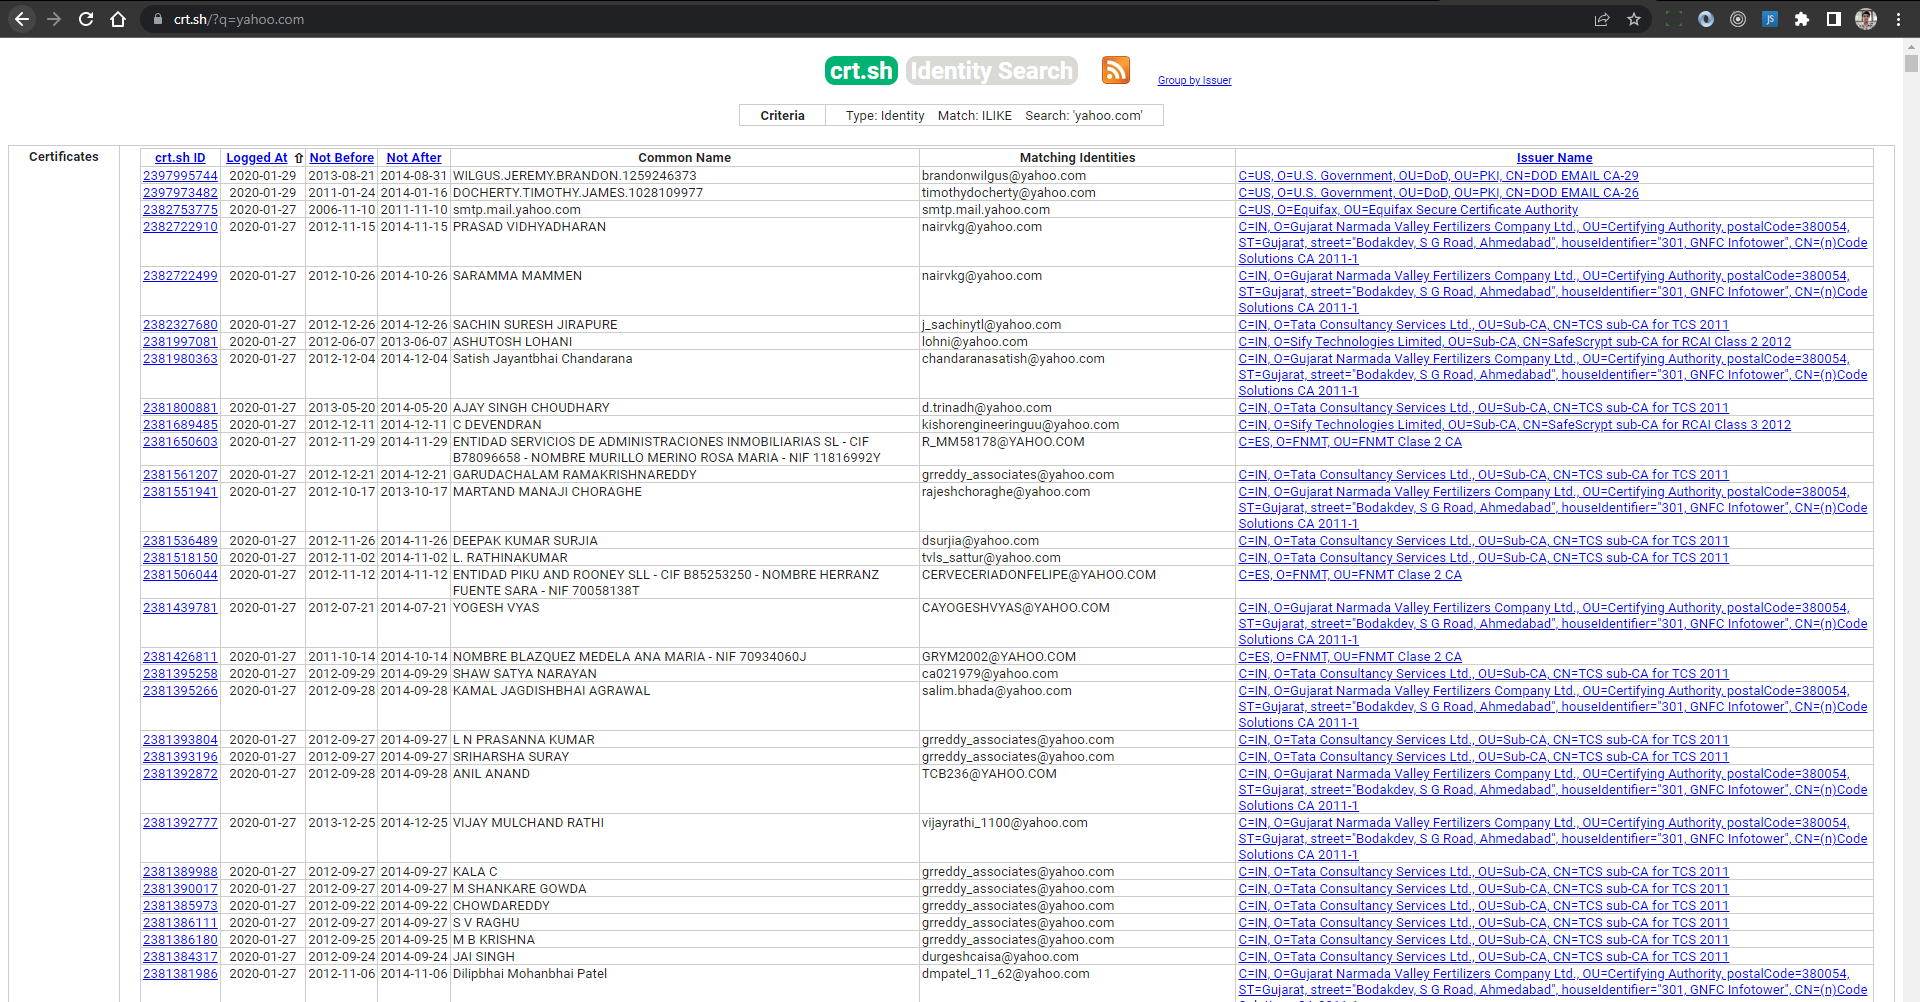 crt.sh/?q=yahoo.com
crt.sh Identity Search Group by Issuer
Criteria Type: Identity Match: ILIKE Search: 'yahoo.com'
Certificates crt.sh ID Logged At ⇧ Not Before Not After Common Name Matching Identities Issuer Name
2397995744 2020-01-29 2013-08-21 2014-08-31 WILGUS.JEREMY.BRANDON.1259246373 brandonwilgus@yahoo.com C=US, O=U.S. Government, OU=DoD, OU=PKI, CN=DOD EMAIL CA-29
2397973482 2020-01-29 2011-01-24 2014-01-16 DOCHERTY.TIMOTHY.JAMES.1028109977 timothydocherty@yahoo.com C=US, O=U.S. Government, OU=DoD, OU=PKI, CN=DOD EMAIL CA-26
2382753775 2020-01-27 2006-11-10 2011-11-10 smtp.mail.yahoo.com smtp.mail.yahoo.com C=US, O=Equifax, OU=Equifax Secure Certificate Authority
2382722910 2020-01-27 2012-11-15 2014-11-15 PRASAD VIDHYADHARAN nairvkg@yahoo.com C=IN, O=Gujarat Narmada Valley Fertilizers Company Ltd., OU=Certifying Authority, postalCode=380054,
ST=Gujarat, street="Bodakdev, S G Road, Ahmedabad", houseIdentifier="301, GNFC Infotower", CN=(n)Code
Solutions CA 2011-1
2382722499 2020-01-27 2012-10-26 2014-10-26 SARAMMA MAMMEN nairvkg@yahoo.com C=IN, O=Gujarat Narmada Valley Fertilizers Company Ltd., OU=Certifying Authority, postalCode=380054,
ST=Gujarat, street="Bodakdev, S G Road, Ahmedabad", houseIdentifier="301, GNFC Infotower", CN=(n)Code
Solutions CA 2011-1
2382327680 2020-01-27 2012-12-26 2014-12-26 SACHIN SURESH JIRAPURE j_sachinytl@yahoo.com C=IN, O=Tata Consultancy Services Ltd., OU=Sub-CA, CN=TCS sub-CA for TCS 2011
2381997081 2020-01-27 2012-06-07 2013-06-07 ASHUTOSH LOHANI lohni@yahoo.com C=IN, O=Sify Technologies Limited, OU=Sub-CA, CN=SafeScrypt sub-CA for RCAI Class 2 2012
2381980363 2020-01-27 2012-12-04 2014-12-04 Satish Jayantbhai Chandarana chandaranasatish@yahoo.com C=IN, O=Gujarat Narmada Valley Fertilizers Company Ltd., OU=Certifying Authority, postalCode=380054,
ST=Gujarat, street="Bodakdev, S G Road, Ahmedabad", houseIdentifier="301, GNFC Infotower", CN=(n)Code
Solutions CA 2011-1
2381800881 2020-01-27 2013-05-20 2014-05-20 AJAY SINGH CHOUDHARY d.trinadh@yahoo.com C=IN, O=Tata Consultancy Services Ltd., OU=Sub-CA, CN=TCS sub-CA for TCS 2011
2381689485 2020-01-27 2012-12-11 2014-12-11 C DEVENDRAN kishorengineeringuu@yahoo.com C=IN, O=Sify Technologies Limited, OU=Sub-CA, CN=SafeScrypt sub-CA for RCAI Class 3 2012
2381650603 2020-01-27 2012-11-29 2014-11-29 ENTIDAD SERVICIOS DE ADMINISTRACIONES INMOBILIARIAS SL - CIF R_MM58178@YAHOO.COM C=ES, O=FNMT, OU=FNMT Clase 2 CA
B78096658 - NOMBRE MURILLO MERINO ROSA MARIA - NIF 11816992Y
2381561207 2020-01-27 2012-12-21 2014-12-21 GARUDACHALAM RAMAKRISHNAREDDY grreddy_associates@yahoo.com C=IN, O=Tata Consultancy Services Ltd., OU=Sub-CA, CN=TCS sub-CA for TCS 2011
2381551941 2020-01-27 2012-10-17 2013-10-17 MARTAND MANAJI CHORAGHE rajeshchoraghe@yahoo.com C=IN, O=Gujarat Narmada Valley Fertilizers Company Ltd., OU=Certifying Authority, postalCode=380054,
ST=Gujarat, street="Bodakdev, S G Road, Ahmedabad", houseIdentifier="301, GNFC Infotower", CN=(n)Code
Solutions CA 2011-1
2381536489 2020-01-27 2012-11-26 2014-11-26 DEEPAK KUMAR SURJIA dsurjia@yahoo.com C=IN, O=Tata Consultancy Services Ltd., OU=Sub-CA, CN=TCS sub-CA for TCS 2011
2381518150 2020-01-27 2012-11-02 2014-11-02 L. RATHINAKUMAR tvls_sattur@yahoo.com C=IN, O=Tata Consultancy Services Ltd., OU=Sub-CA, CN=TCS sub-CA for TCS 2011
2381506044 2020-01-27 2012-11-12 2014-11-12 ENTIDAD PIKU AND ROONEY SLL - CIF B85253250 - NOMBRE HERRANZ CERVECERIADONFELIPE@YAHOO.COM C=ES, O=FNMT, OU=FNMT Clase 2 CA
FUENTE SARA - NIF 70058138T
2381439781 2020-01-27 2012-07-21 2014-07-21 YOGESH VYAS CAYOGESHVYAS@YAHOO.COM C=IN, O=Gujarat Narmada Valley Fertilizers Company Ltd., OU=Certifying Authority, postalCode=380054,
ST=Gujarat, street="Bodakdev, S G Road, Ahmedabad", houseIdentifier="301, GNFC Infotower", CN=(n)Code
Solutions CA 2011-1
2381426811 2020-01-27 2011-10-14 2014-10-14 NOMBRE BLAZQUEZ MEDELA ANA MARIA - NIF 70934060J GRYM2002@YAHOO.COM C=ES, O=FNMT, OU=FNMT Clase 2 CA
2381395258 2020-01-27 2012-09-29 2014-09-29 SHAW SATYA NARAYAN ca021979@yahoo.com C=IN, O=Tata Consultancy Services Ltd., OU=Sub-CA, CN=TCS sub-CA for TCS 2011
2381395266 2020-01-27 2012-09-28 2014-09-28 KAMAL JAGDISHBHAI AGRAWAL salim.bhada@yahoo.com C=IN, O=Gujarat Narmada Valley Fertilizers Company Ltd., OU=Certifying Authority, postalCode=380054,
ST=Gujarat, street="Bodakdev, S G Road, Ahmedabad", houseIdentifier="301, GNFC Infotower", CN=(n)Code
Solutions CA 2011-1
2381393804 2020-01-27 2012-09-27 2014-09-27 L N PRASANNA KUMAR grreddy_associates@yahoo.com C=IN, O=Tata Consultancy Services Ltd., OU=Sub-CA, CN=TCS sub-CA for TCS 2011
2381393196 2020-01-27 2012-09-27 2014-09-27 SRIHARSHA SURAY grreddy_associates@yahoo.com C=IN, O=Tata Consultancy Services Ltd., OU=Sub-CA, CN=TCS sub-CA for TCS 2011
2381392872 2020-01-27 2012-09-28 2014-09-28 ANIL ANAND TCB236@YAHOO.COM C=IN, O=Gujarat Narmada Valley Fertilizers Company Ltd., OU=Certifying Authority, postalCode=380054,
ST=Gujarat, street="Bodakdev, S G Road, Ahmedabad", houseIdentifier="301, GNFC Infotower", CN=(n)Code
Solutions CA 2011-1
2381392777 2020-01-27 2013-12-25 2014-12-25 VIJAY MULCHAND RATHI vijayrathi_1100@yahoo.com C=IN, O=Gujarat Narmada Valley Fertilizers Company Ltd., OU=Certifying Authority, postalCode=380054,
ST=Gujarat, street="Bodakdev, S G Road, Ahmedabad", houseIdentifier="301, GNFC Infotower", CN=(n)Code
Solutions CA 2011-1
2381389988 2020-01-27 2012-09-27 2014-09-27 KALA C grreddy_associates@yahoo.com C=IN, O=Tata Consultancy Services Ltd., OU=Sub-CA, CN=TCS sub-CA for TCS 2011
2381390017 2020-01-27 2012-09-27 2014-09-27 M SHANKARE GOWDA grreddy_associates@yahoo.com C=IN, O=Tata Consultancy Services Ltd., OU=Sub-CA, CN=TCS sub-CA for TCS 2011
2381385973 2020-01-27 2012-09-22 2014-09-22 CHOWDAREDDY grreddy_associates@yahoo.com C=IN, O=Tata Consultancy Services Ltd., OU=Sub-CA, CN=TCS sub-CA for TCS 2011
2381386111 2020-01-27 2012-09-27 2014-09-27 S V RAGHU grreddy_associates@yahoo.com C=IN, O=Tata Consultancy Services Ltd., OU=Sub-CA, CN=TCS sub-CA for TCS 2011
2381386180 2020-01-27 2012-09-25 2014-09-25 M B KRISHNA grreddy_associates@yahoo.com C=IN, O=Tata Consultancy Services Ltd., OU=Sub-CA, CN=TCS sub-CA for TCS 2011
2381384317 2020-01-27 2012-09-24 2014-09-24 JAI SINGH durgeshcaisa@yahoo.com C=IN, O=Tata Consultancy Services Ltd., OU=Sub-CA, CN=TCS sub-CA for TCS 2011
2381381986 2020-01-27 2012-11-06 2014-11-06 Dilipbhai Mohanbhai Patel dmpatel_11_62@yahoo.com C=IN, O=Gujarat Narmada Valley Fertilizers Company Ltd., OU=Certifying Authority, postalCode=380054,
ST=Gujarat, street="Bodakdev, S G Road, Ahmedabad", houseIdentifier="301, GNFC Infotower", CN=(n)Code